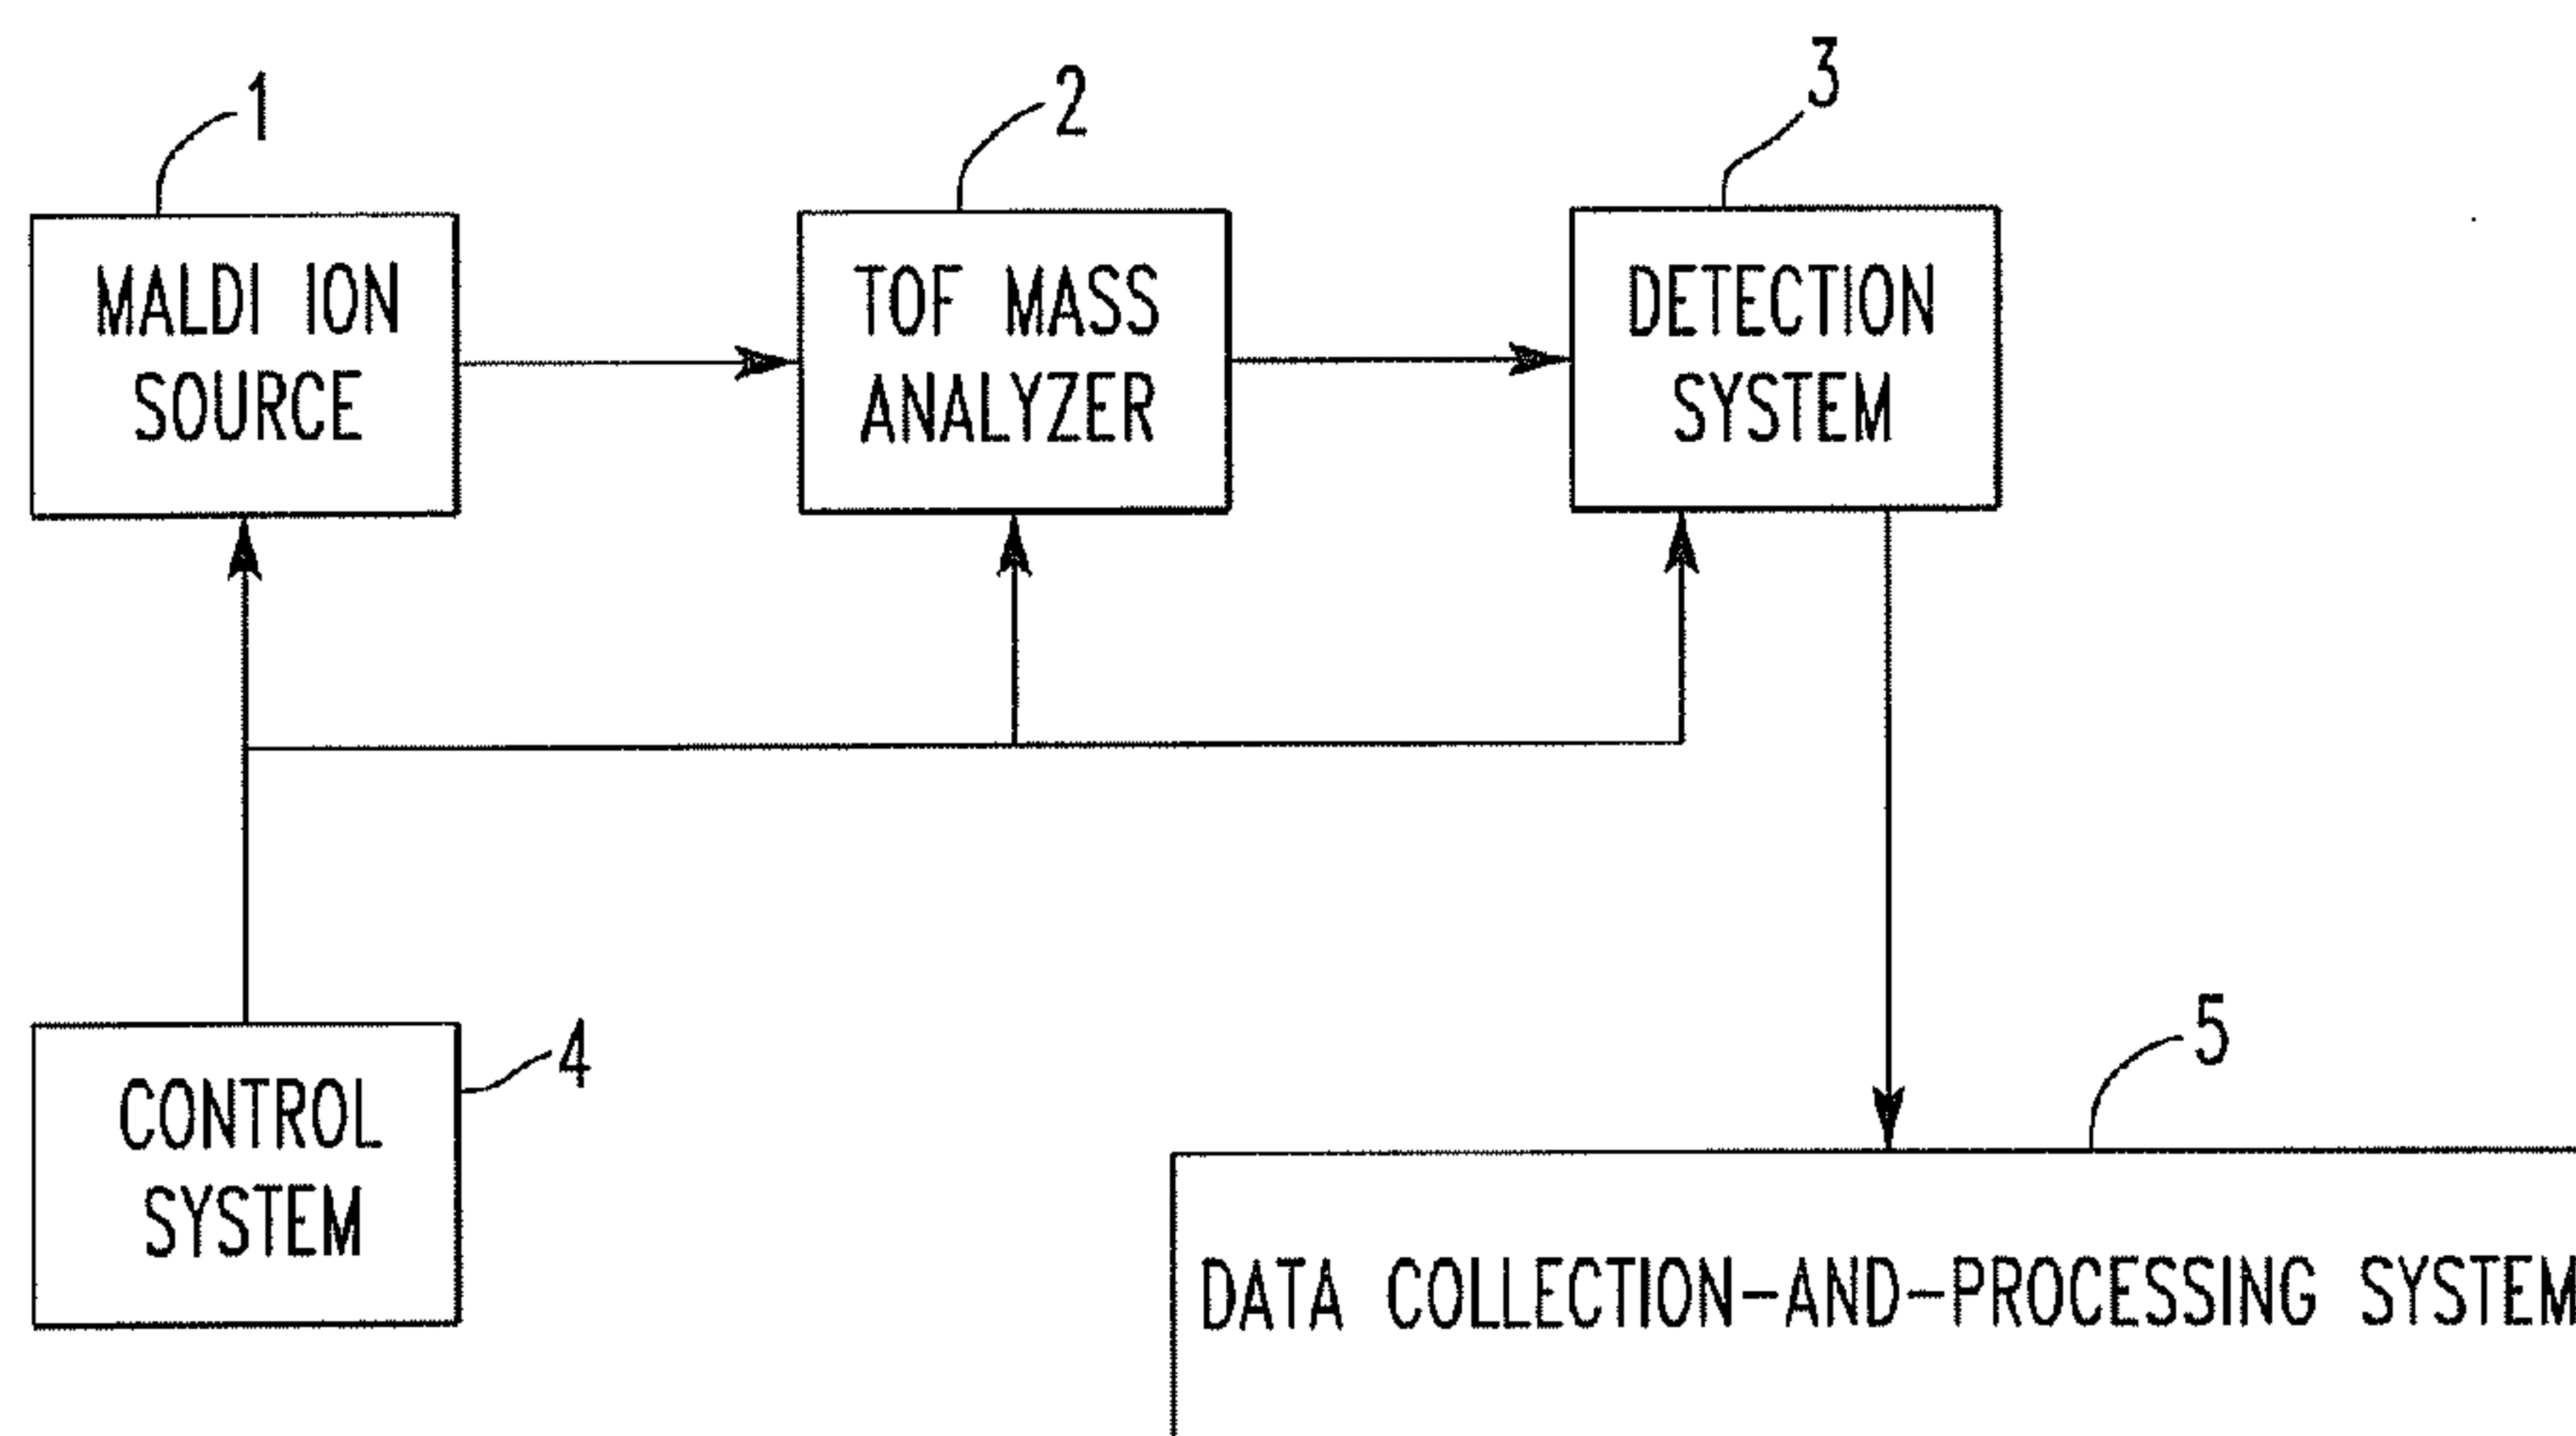 1
2
3
MALDI ION
SOURCE
TOF MASS
ANALYZER
DETECTION
SYSTEM
4
CONTROL
SYSTEM
5
DATA COLLECTION-AND-PROCESSING SYSTEM